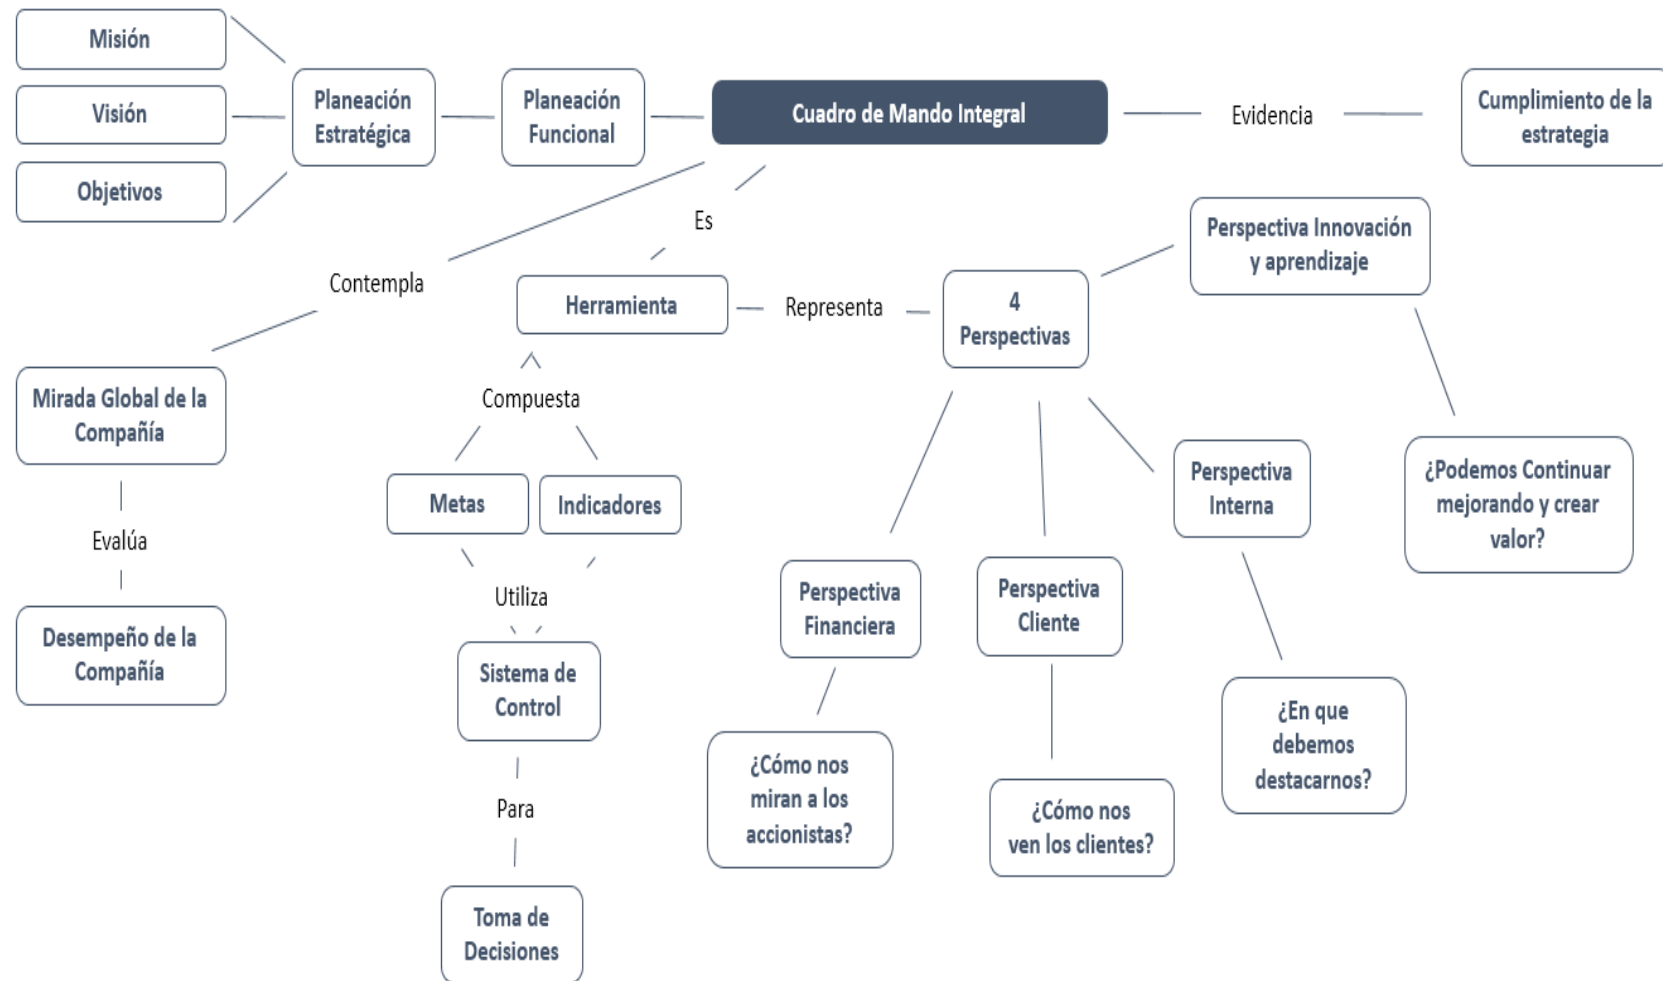 Misión
Visión
Objetivos
Planeación
Estratégica
Planeación
Funcional
Cuadro de Mando Integral
Evidencia
Cumplimiento de la
estrategia
Es
Contempla
Herramienta
Representa
4
Perspectivas
Perspectiva Innovación
y aprendizaje
Mirada Global de la
Compañía
Compuesta
Metas
Indicadores
Perspectiva
Interna
¿Podemos Continuar
mejorando y crear
valor?
Evalúa
Desempeño de la
Compañía
Utiliza
Sistema de
Control
Perspectiva
Financiera
Perspectiva
Cliente
¿En que
debemos
destacarnos?
¿Cómo nos
miran a los
accionistas?
¿Cómo nos
ven los clientes?
Para
Toma de
Decisiones